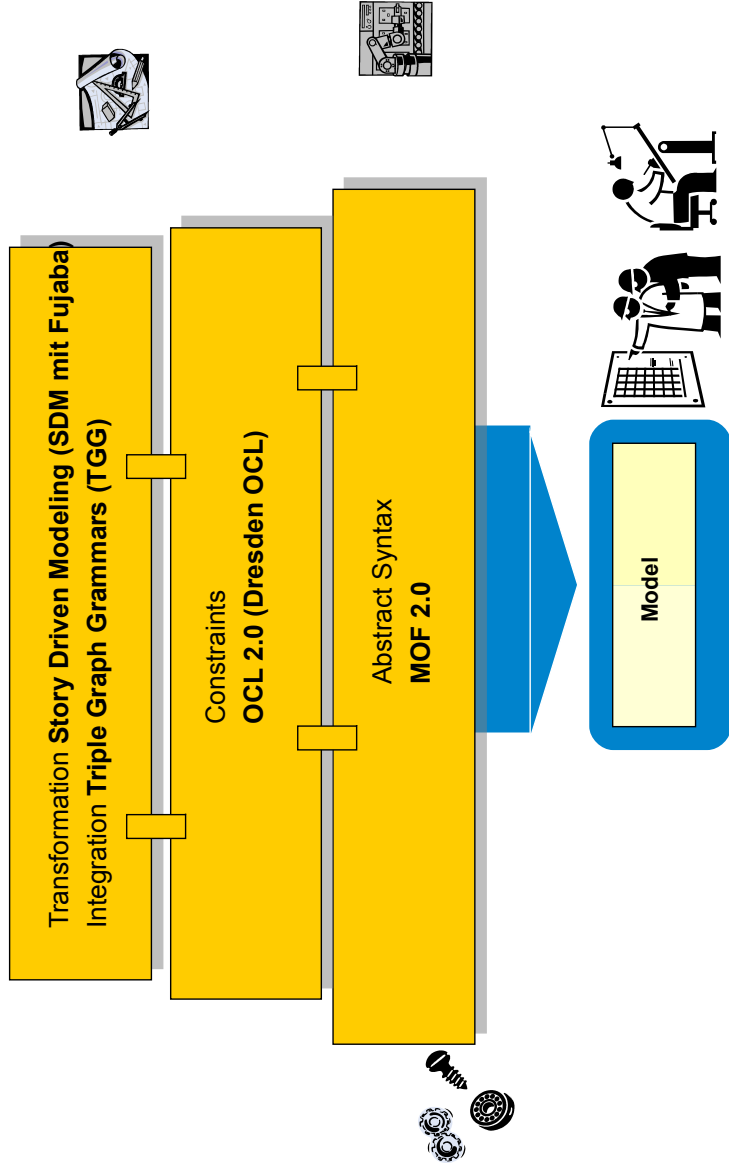 Transformation Story Driven Modeling (SDM mit Fujaba)
Integration Triple Graph Grammars (TGG)
Constraints
OCL 2.0 (Dresden OCL)
Abstract Syntax
MOF 2.0
Model